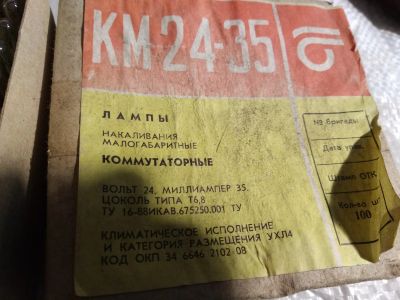 КМ 24-35
ЛАМПЫ
НАКАЛИВАНИЯ
МАЛОГАБАРИТНЫЕ
КОММУТАТОРНЫЕ
ВОЛЬТ 24, МИЛЛИАМПЕР 35.
ЦОКОЛЬ ТИПА Т6,8
ТУ 16-88ИКАВ.675250.001 ТУ
КЛИМАТИЧЕСКОЕ ИСПОЛНЕНИЕ
И КАТЕГОРИЯ РАЗМЕЩЕНИЯ УХЛ4
КОД ОКП 34 6646 2102 08
№ бригады
Дата упак.
Штамп ОТК
Кол-во шт
100